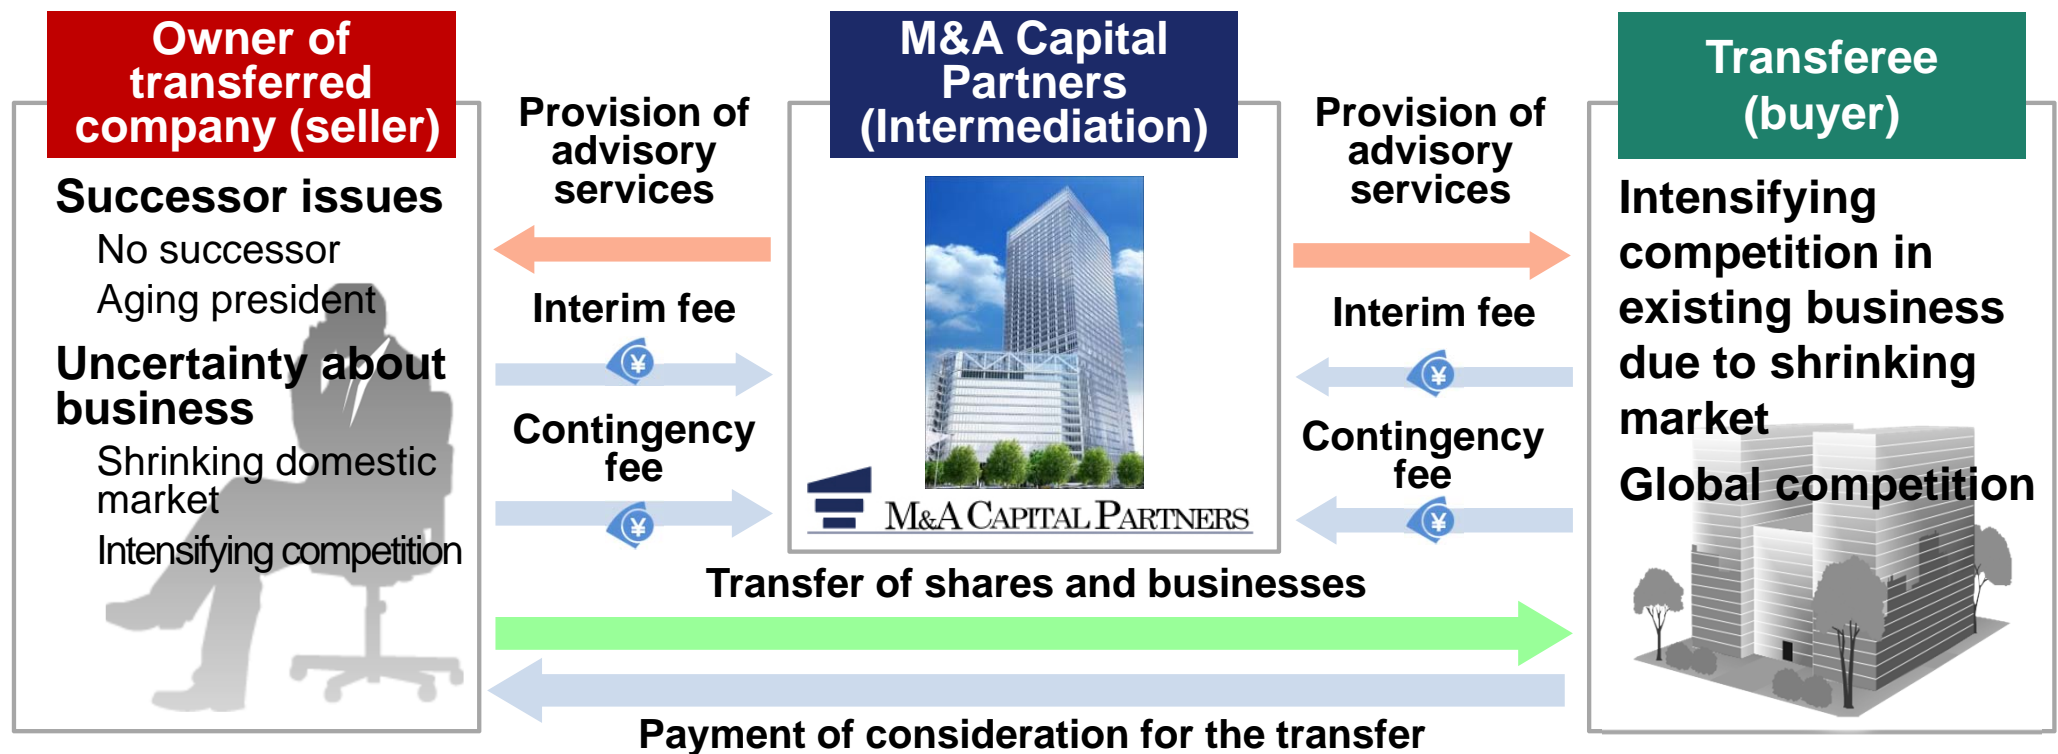 Owner of
transferred
company (seller)
Successor issues
No successor
Aging president
Uncertainty about
business
Shrinking domestic
market
Intensifying competition
Provision of
advisory
services
Interim fee
¥
Contingency
fee
¥
M&A Capital
Partners
(Intermediation)
M&A CAPITAL PARTNERS
Provision of
advisory
services
Interim fee
¥
Contingency
fee
¥
Transferee
(buyer)
Intensifying
competition in
existing business
due to shrinking
market
Global competition
Transfer of shares and businesses
Payment of consideration for the transfer